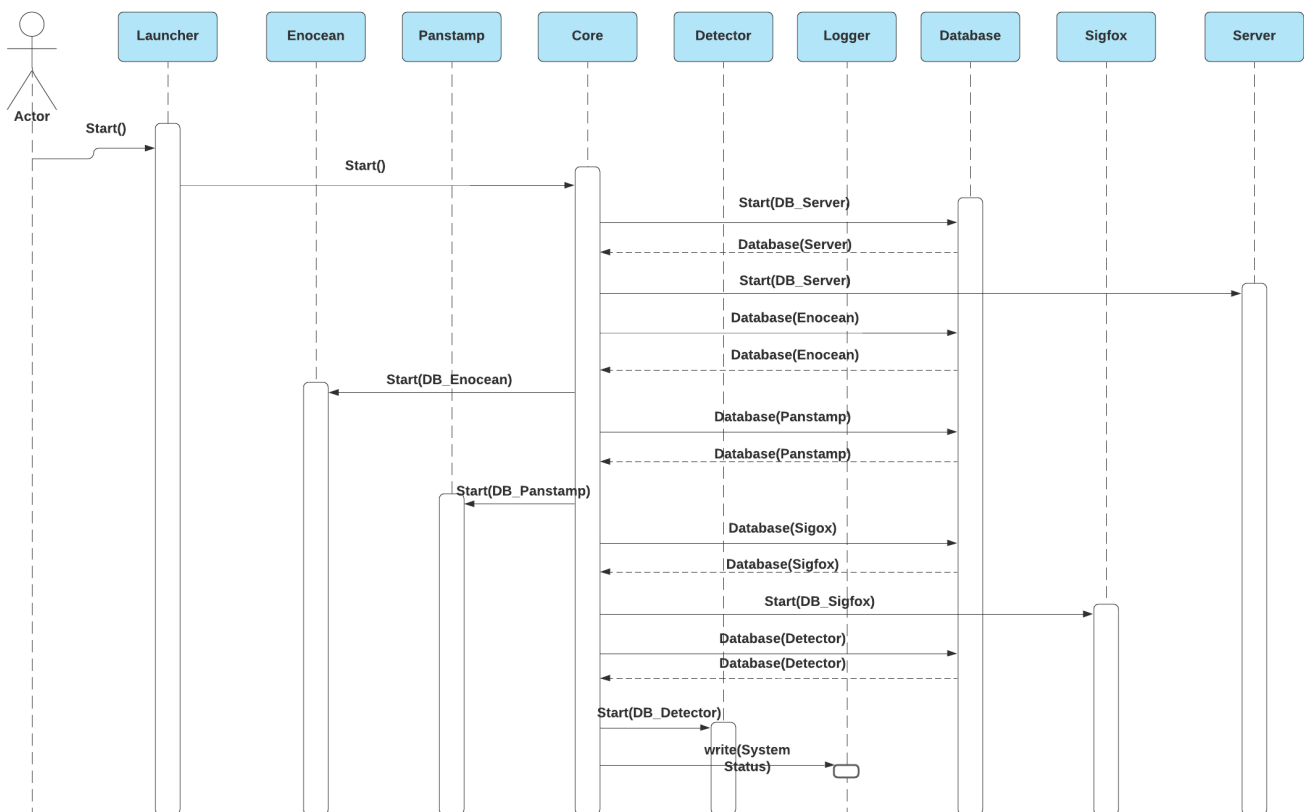 Launcher
Enocean
Panstamp
Core
Detector
Logger
Database
Sigfox
Server
Actor
Start()
Start()
Start(DB_Server)
Database(Server)
Start(DB_Server)
Database(Enocean)
Database(Enocean)
Start(DB_Enocean)
Database(Panstamp)
Database(Panstamp)
Start(DB_Panstamp)
Database(Sigox)
Database(Sigfox)
Start(DB_Sigfox)
Database(Detector)
Database(Detector)
Start(DB_Detector)
write(System
Status)